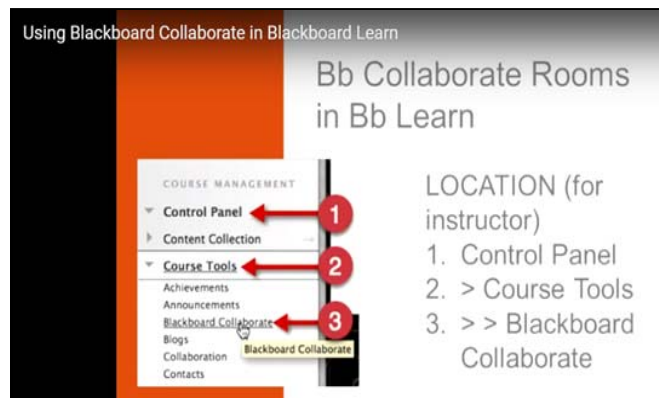 Using Blackboard Collaborate in Blackboard Learn
Bb Collaborate Rooms
in Bb Learn
COURSE MANAGEMENT
Control Panel
1
Content Collection
Course Tools
2
Achievements
Announcements
Blackboard Collaborate
3
Blogs
Blackboard Collaborate
Collaboration
Contacts
LOCATION (for
instructor)
1. Control Panel
2. > Course Tools
3. > > Blackboard
Collaborate